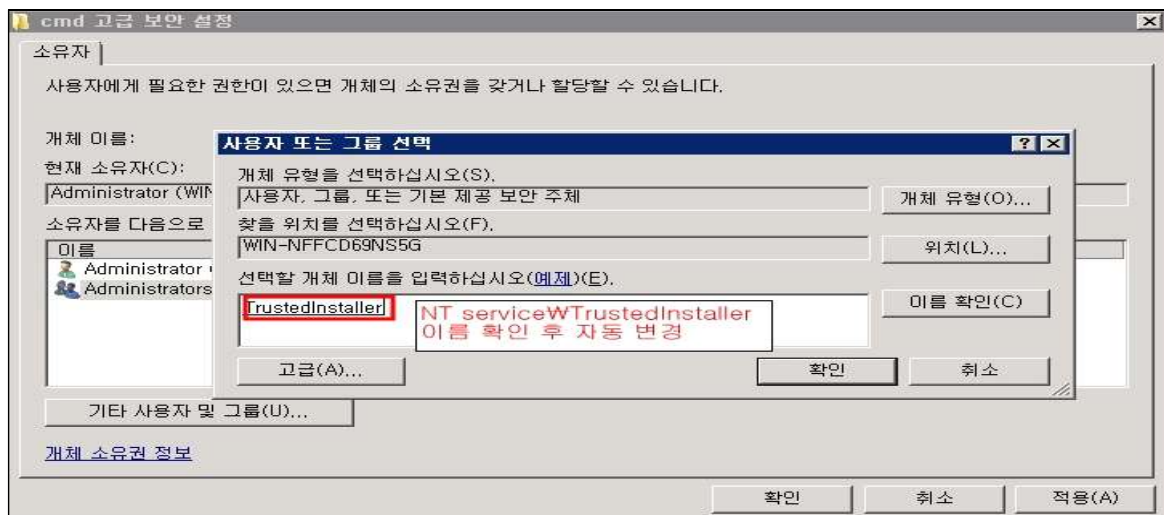 cmd 고급 보안 설정
소유자
사용자에게 필요한 권한이 있으면 개체의 소유권을 갖거나 할당할 수 있습니다.
개체 이름:
현재 소유자(C):
Administrator (WIN
소유자를 다음으로
이름
Administrator
Administrators
기타 사용자 및 그룹(U)...
개체 소유권 정보
사용자 또는 그룹 선택
개체 유형을 선택하십시오(S).
사용자, 그룹, 또는 기본 제공 보안 주체
개체 유형(O)...
찾을 위치를 선택하십시오(F).
WIN-NFFCD69NS5G
위치(L)...
선택할 개체 이름을 입력하십시오(예제)(E).
TrustedInstaller
NT service₩TrustedInstaller
이름 확인 후 자동 변경
이름 확인(C)
고급(A)...
확인
취소
확인
취소
적용(A)